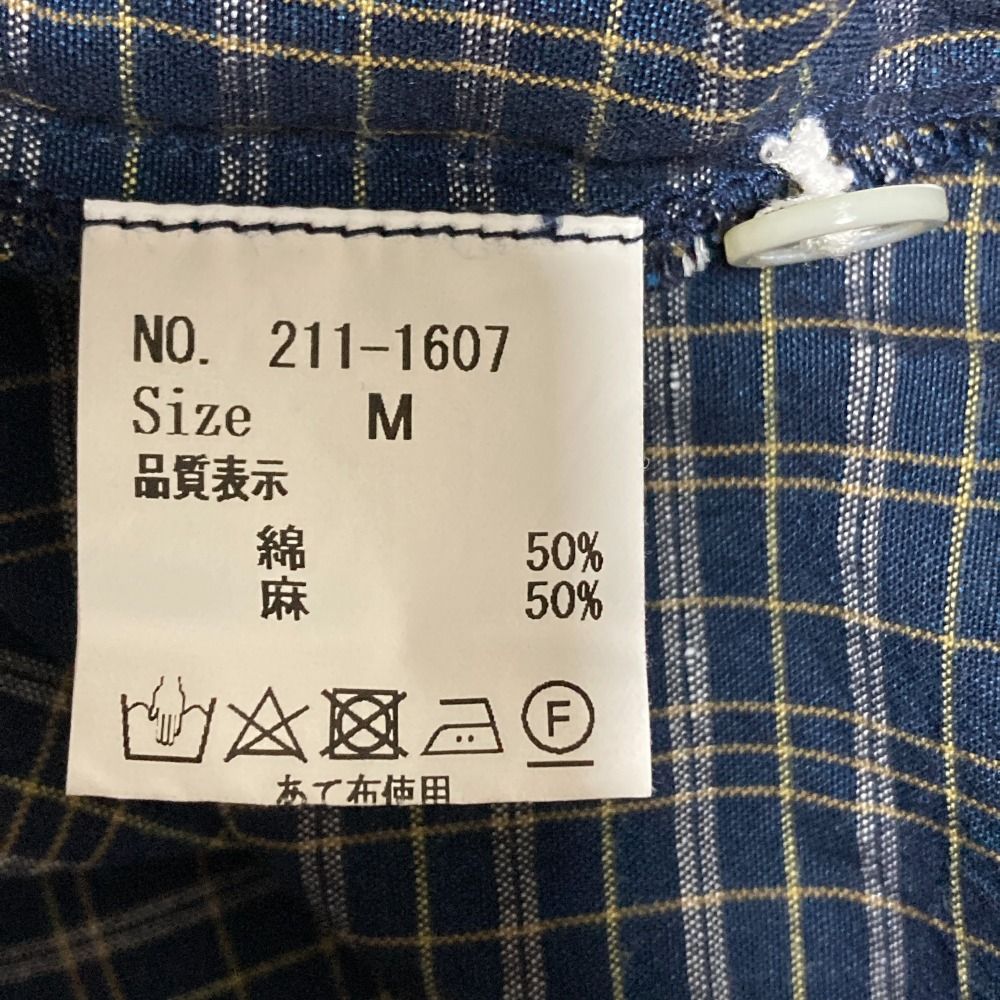 NO. 211-1607
Size M
品質表示
綿 50%
麻 50%
F
あて布使用